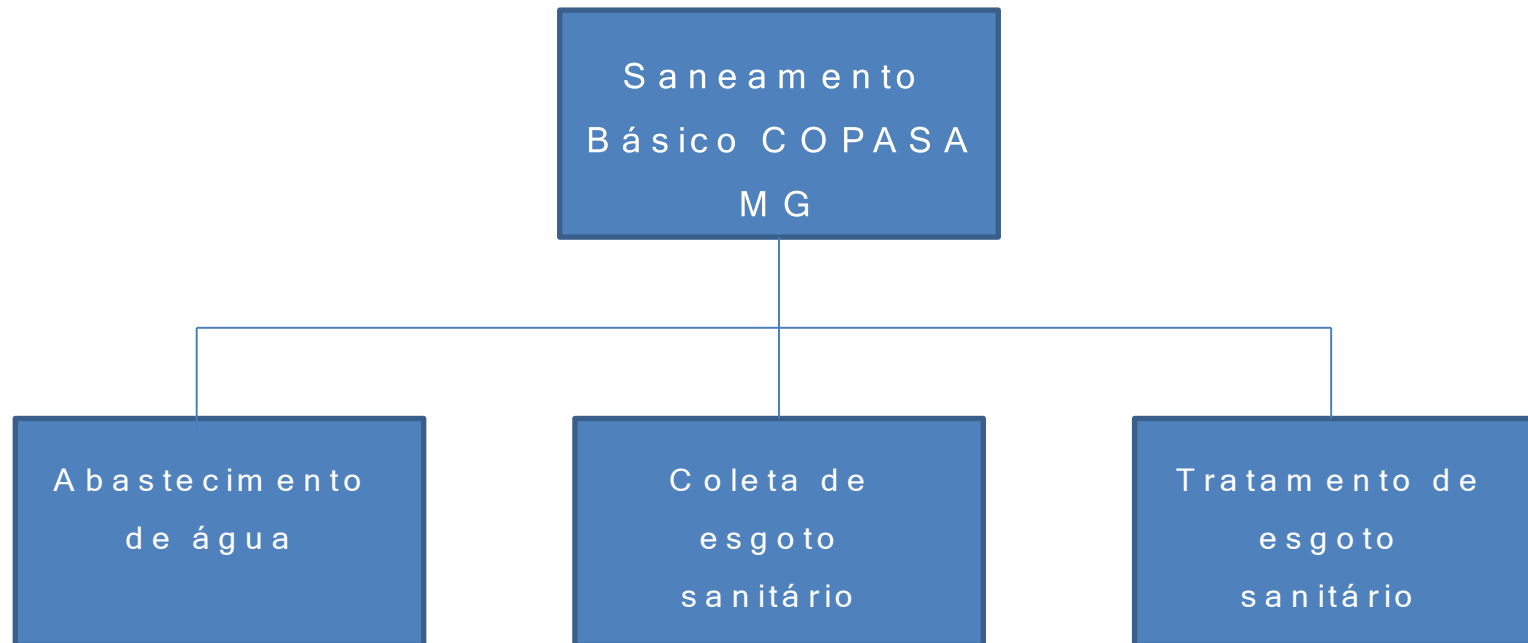 Saneamento
Básico COPASA
MG
Abastecimento
de água
Coleta de
esgoto
sanitário
Tratamento de
esgoto
sanitário